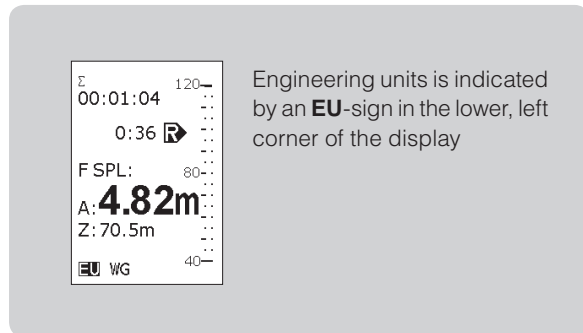 Σ
120
00:01:04
0:36 R
F SPL:
80
A:4.82m
Z:70.5m
EU WG
40
Engineering units is indicated
by an EU-sign in the lower, left
corner of the display